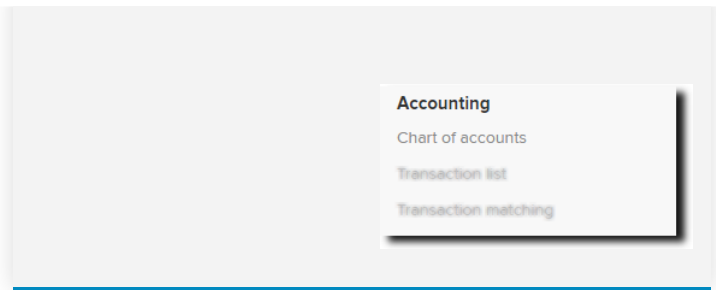 Accounting
Chart of accounts
Transaction list
Transaction matching